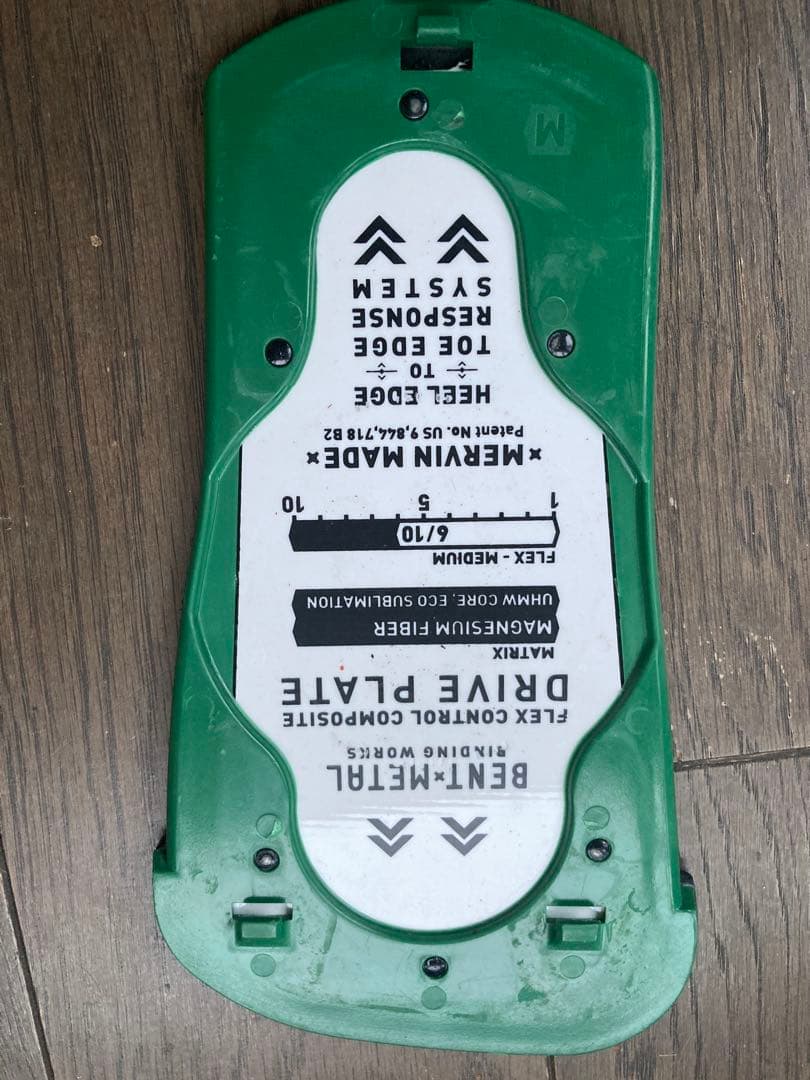 BENT×METAL
BINDING WORKS
FLEX CONTROL COMPOSITE
DRIVE PLATE
MATRIX
MAGNESIUM FIBER
UHMW CORE, ECO SUBLIMATION
FLEX - MEDIUM
6/10
1 5 10
×MERVIN MADE×
Patent No. US 9,844,718 B2
HEEL EDGE
TO
TOE EDGE
RESPONSE
SYSTEM
M